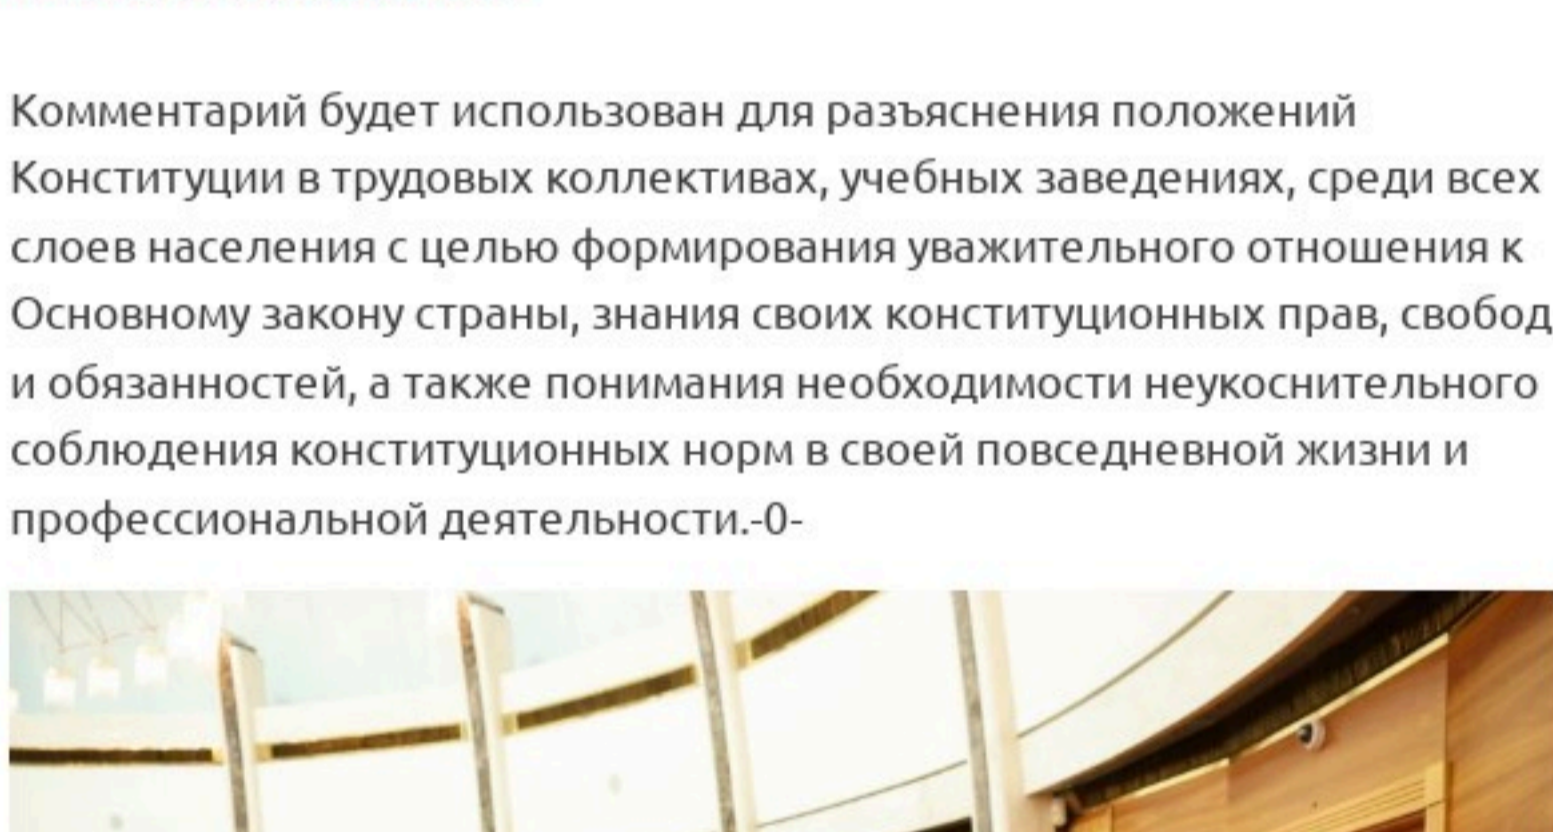 Комментарий будет использован для разъяснения положений
Конституции в трудовых коллективах, учебных заведениях, среди всех
слоев населения с целью формирования уважительного отношения к
Основному закону страны, знания своих конституционных прав, свобод
и обязанностей, а также понимания необходимости неукоснительного
соблюдения конституционных норм в своей повседневной жизни и
профессиональной деятельности.-0-